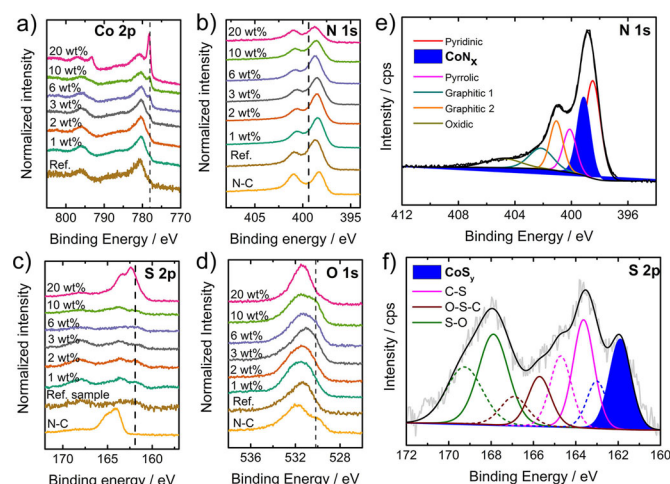 a)
Co 2p
20 wt%
10 wt%
6 wt%
3 wt%
2 wt%
1 wt%
Ref.
Normalized intensity
800 790 780 770
Binding Energy / eV
b)
N 1s
20 wt%
10 wt%
6 wt%
3 wt%
2 wt%
1 wt%
Ref.
N-C
Normalized intensity
405 400 395
Binding Energy / eV
e)
N 1s
Pyridinic
CoNX
Pyrrolic
Graphitic 1
Graphitic 2
Oxidic
Intensity / cps
412 408 404 400 396
Binding Energy / eV
c)
S 2p
20 wt%
10 wt%
6 wt%
3 wt%
2 wt%
1 wt%
Ref. sample
N-C
Normalized intensity
170 165 160
Binding Energy / eV
d)
O 1s
20 wt%
10 wt%
6 wt%
3 wt%
2 wt%
1 wt%
Ref.
N-C
Normalized intensity
536 532 528
Binding Energy / eV
f)
S 2p
CoSy
C-S
O-S-C
S-O
Intensity / cps
172 170 168 166 164 162 160
Binding Energy / eV